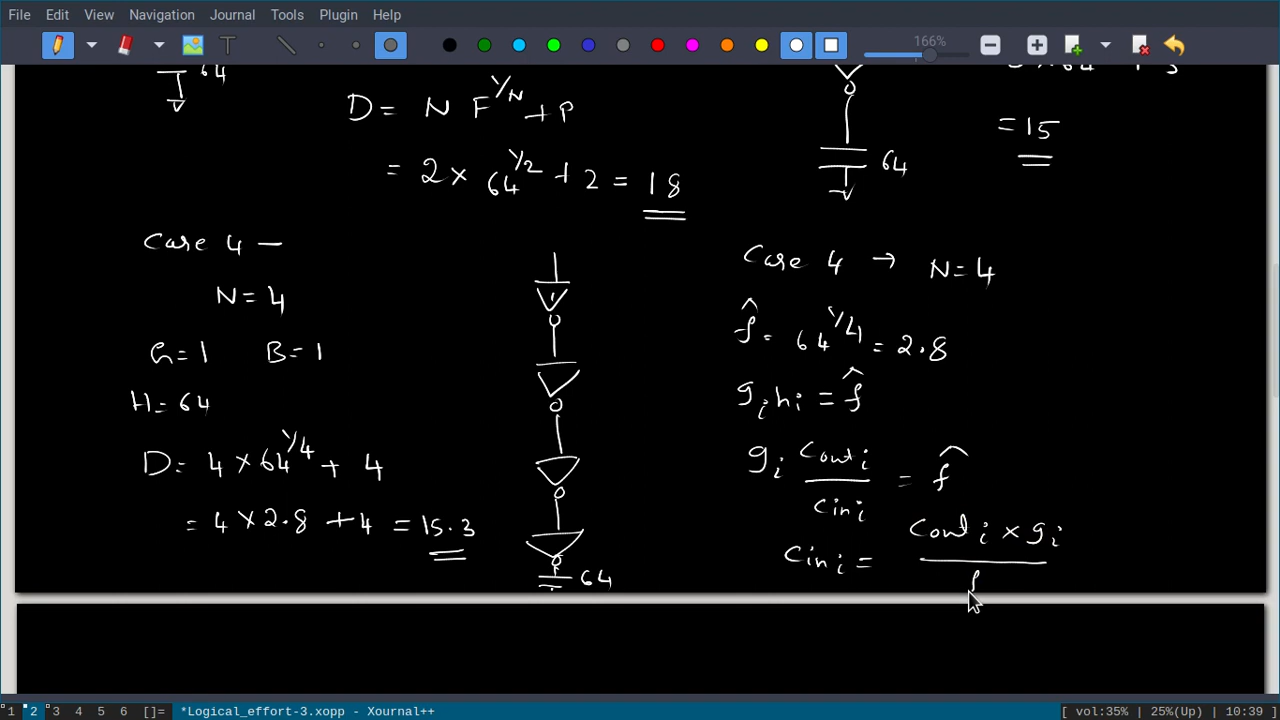 File Edit View Navigation Journal Tools Plugin Help
166%
64
D = N F^1/N + P
= 2 × 64^1/2 + 2 = 18
= 15
64
Case 4 —
N = 4
G = 1 B = 1
H = 64
D = 4 × 64^1/4 + 4
= 4 × 2.8 + 4 = 15.3
64
Case 4 → N = 4
f̂ = 64^1/4 = 2.8
g_i h_i = f̂
g_i Cout_i / Cin_i = f̂
Cin_i = Cout_i × g_i / f
1 2 3 4 5 6 []= *Logical_effort-3.xopp - Xournal++ [ vol:35% | 25%(Up) | 10:39 ]